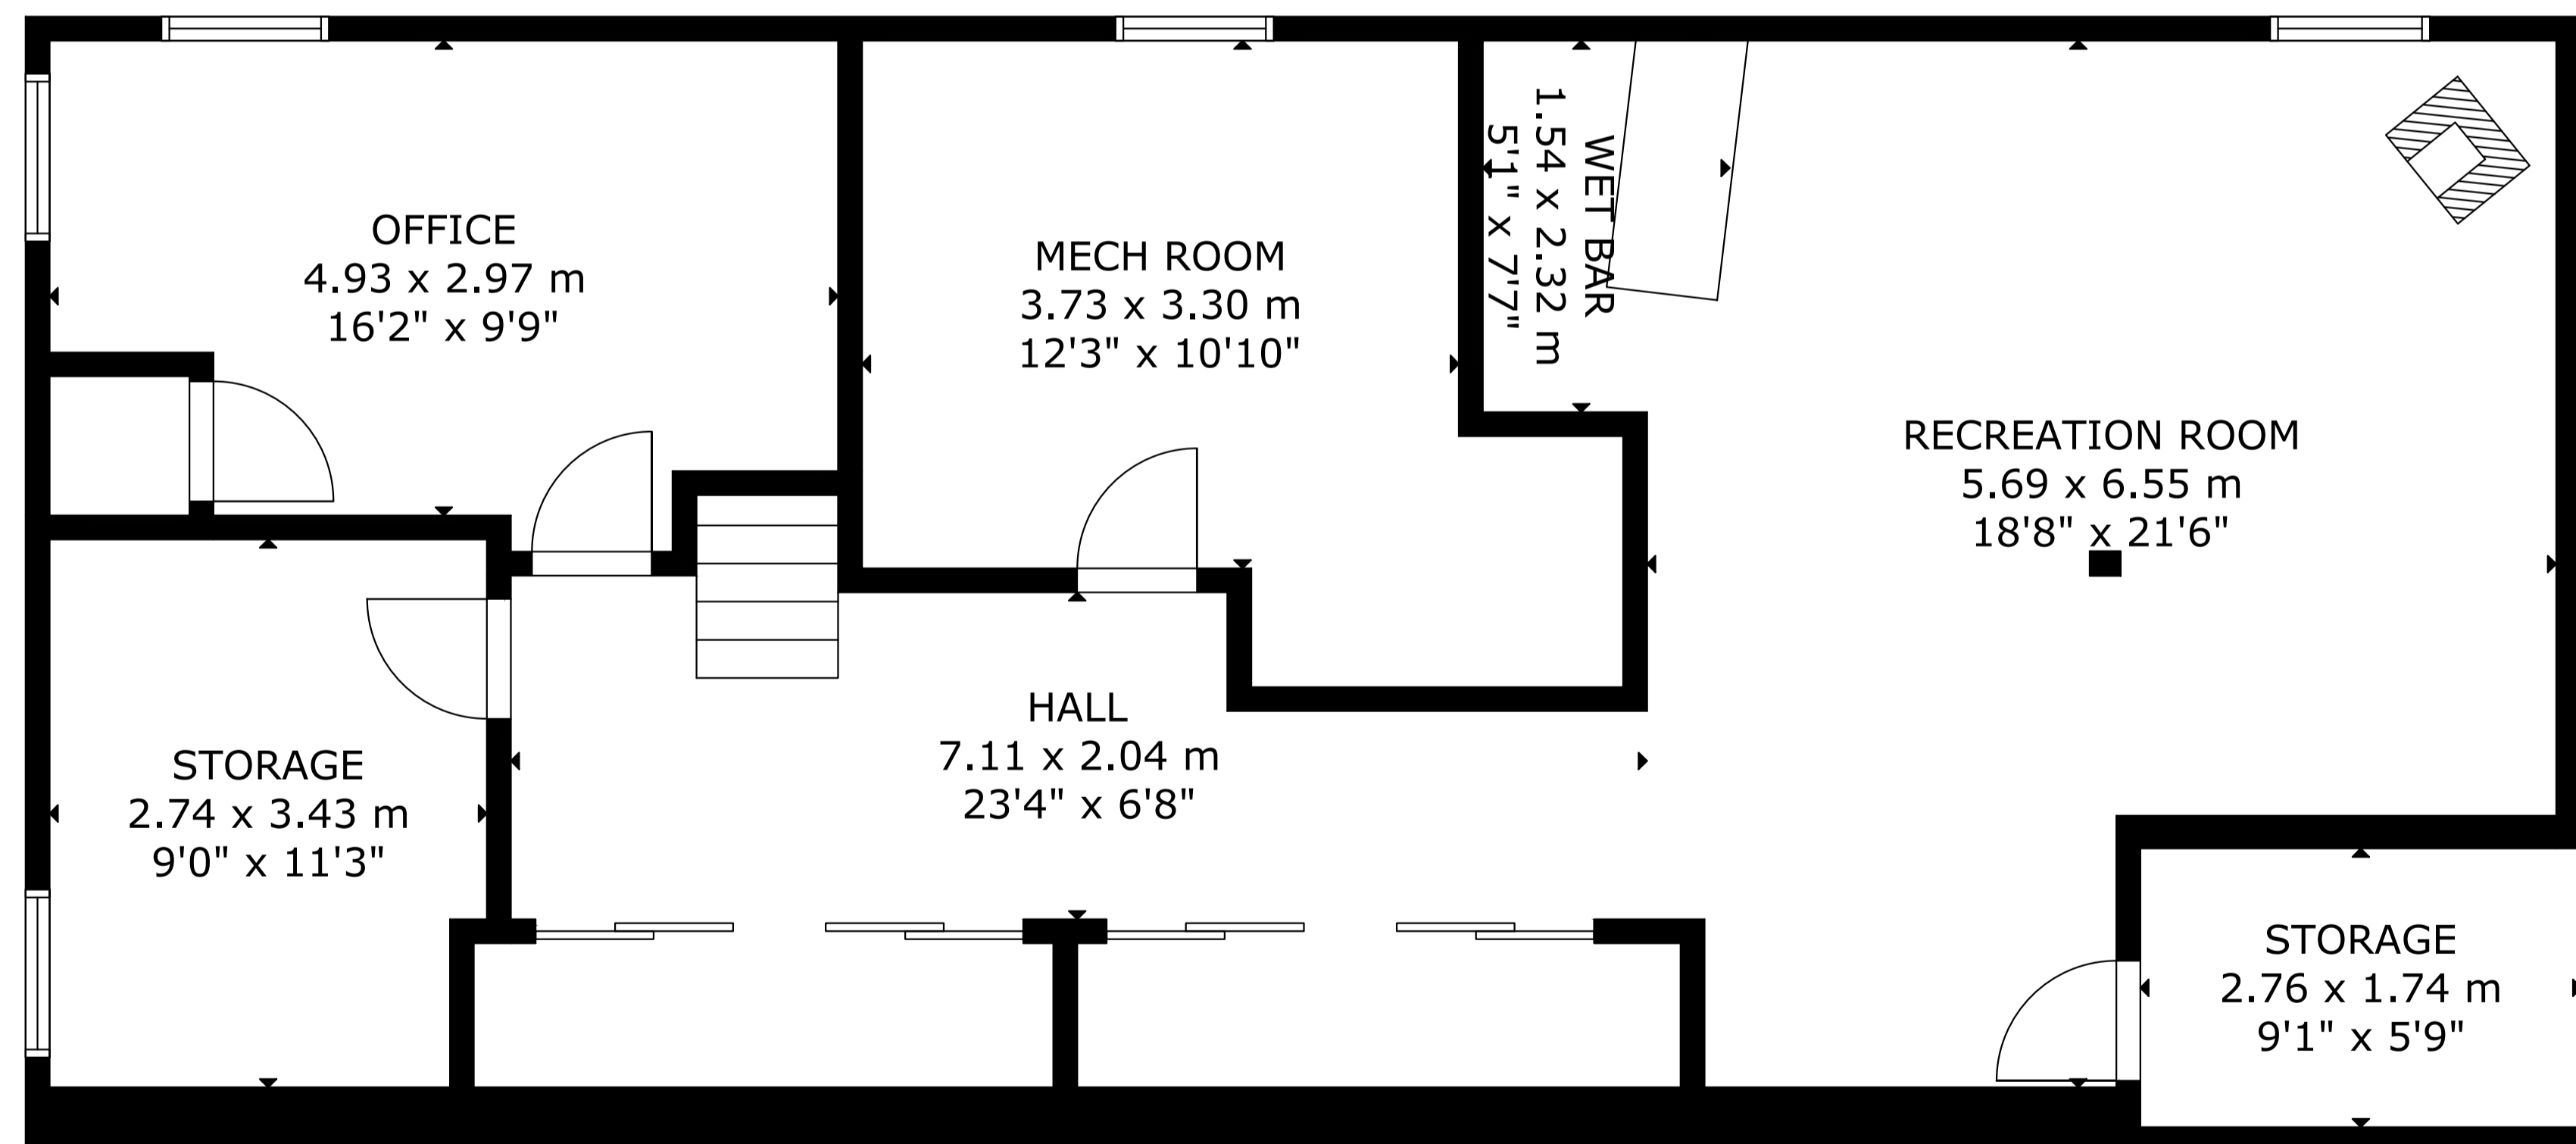 OFFICE
4.93 x 2.97 m
16'2" x 9'9"
MECH ROOM
3.73 x 3.30 m
12'3" x 10'10"
WET BAR
1.54 x 2.32 m
5'1" x 7'7"
RECREATION ROOM
5.69 x 6.55 m
18'8" x 21'6"
STORAGE
2.74 x 3.43 m
9'0" x 11'3"
HALL
7.11 x 2.04 m
23'4" x 6'8"
STORAGE
2.76 x 1.74 m
9'1" x 5'9"